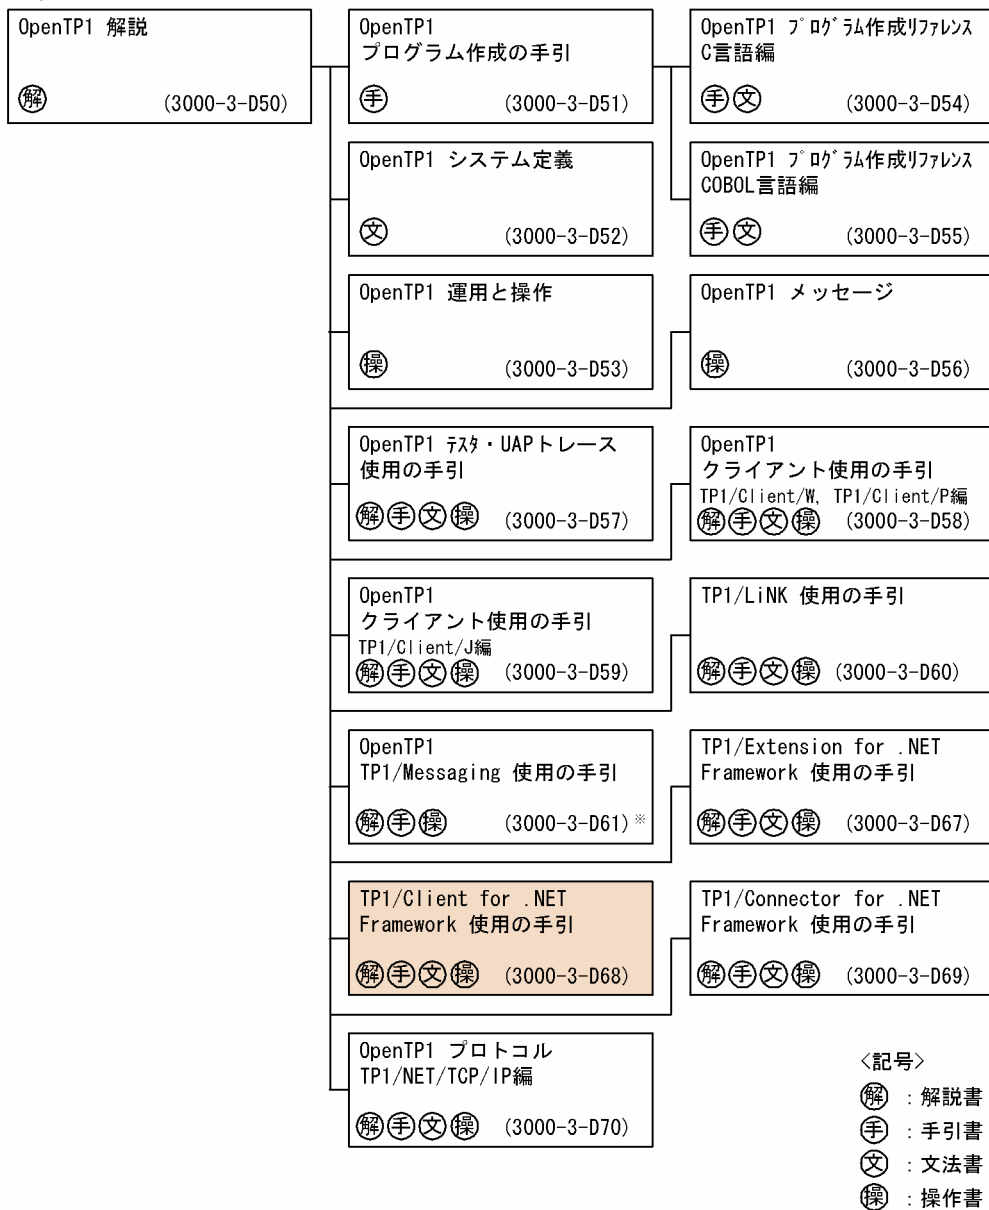 OpenTP1 解説
解 (3000-3-D50)
OpenTP1
プログラム作成の手引
手 (3000-3-D51)
OpenTP1 ﾌﾟﾛｸﾞﾗﾑ作成ﾘﾌｧﾚﾝｽ
C言語編
手文 (3000-3-D54)
OpenTP1 システム定義
文 (3000-3-D52)
OpenTP1 ﾌﾟﾛｸﾞﾗﾑ作成ﾘﾌｧﾚﾝｽ
COBOL言語編
手文 (3000-3-D55)
OpenTP1 運用と操作
操 (3000-3-D53)
OpenTP1 メッセージ
操 (3000-3-D56)
OpenTP1 ﾃｽﾀ・UAPトレース
使用の手引
解手文操 (3000-3-D57)
OpenTP1
クライアント使用の手引
TP1/Client/W, TP1/Client/P編
解手文操 (3000-3-D58)
OpenTP1
クライアント使用の手引
TP1/Client/J編
解手文操 (3000-3-D59)
TP1/LiNK 使用の手引
解手文操 (3000-3-D60)
OpenTP1
TP1/Messaging 使用の手引
解手操 (3000-3-D61)※
TP1/Extension for .NET
Framework 使用の手引
解手文操 (3000-3-D67)
TP1/Client for .NET
Framework 使用の手引
解手文操 (3000-3-D68)
TP1/Connector for .NET
Framework 使用の手引
解手文操 (3000-3-D69)
OpenTP1 プロトコル
TP1/NET/TCP/IP編
解手文操 (3000-3-D70)
〈記号〉
解 : 解説書
手 : 手引書
文 : 文法書
操 : 操作書